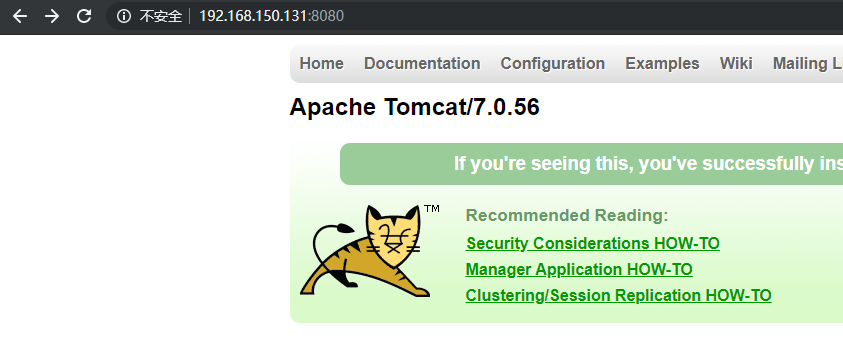 不安全 192.168.150.131:8080
Home Documentation Configuration Examples Wiki Mailing L
Apache Tomcat/7.0.56
If you're seeing this, you've successfully ins
TM
Recommended Reading:
Security Considerations HOW-TO
Manager Application HOW-TO
Clustering/Session Replication HOW-TO